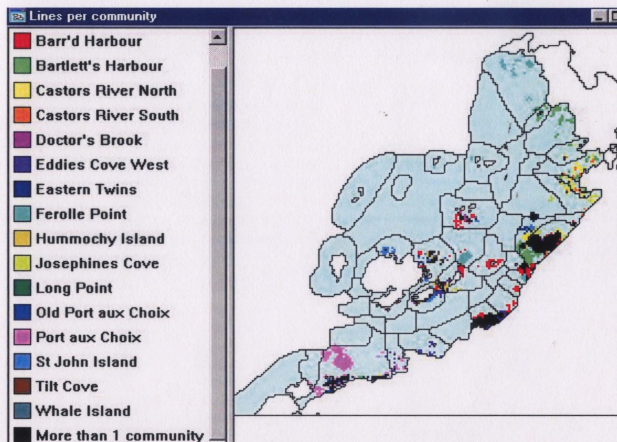 Lines per community
Barr'd Harbour
Bartlett's Harbour
Castors River North
Castors River South
Doctor's Brook
Eddies Cove West
Eastern Twins
Ferolle Point
Hummochy Island
Josephines Cove
Long Point
Old Port aux Choix
Port aux Choix
St John Island
Tilt Cove
Whale Island
More than 1 community